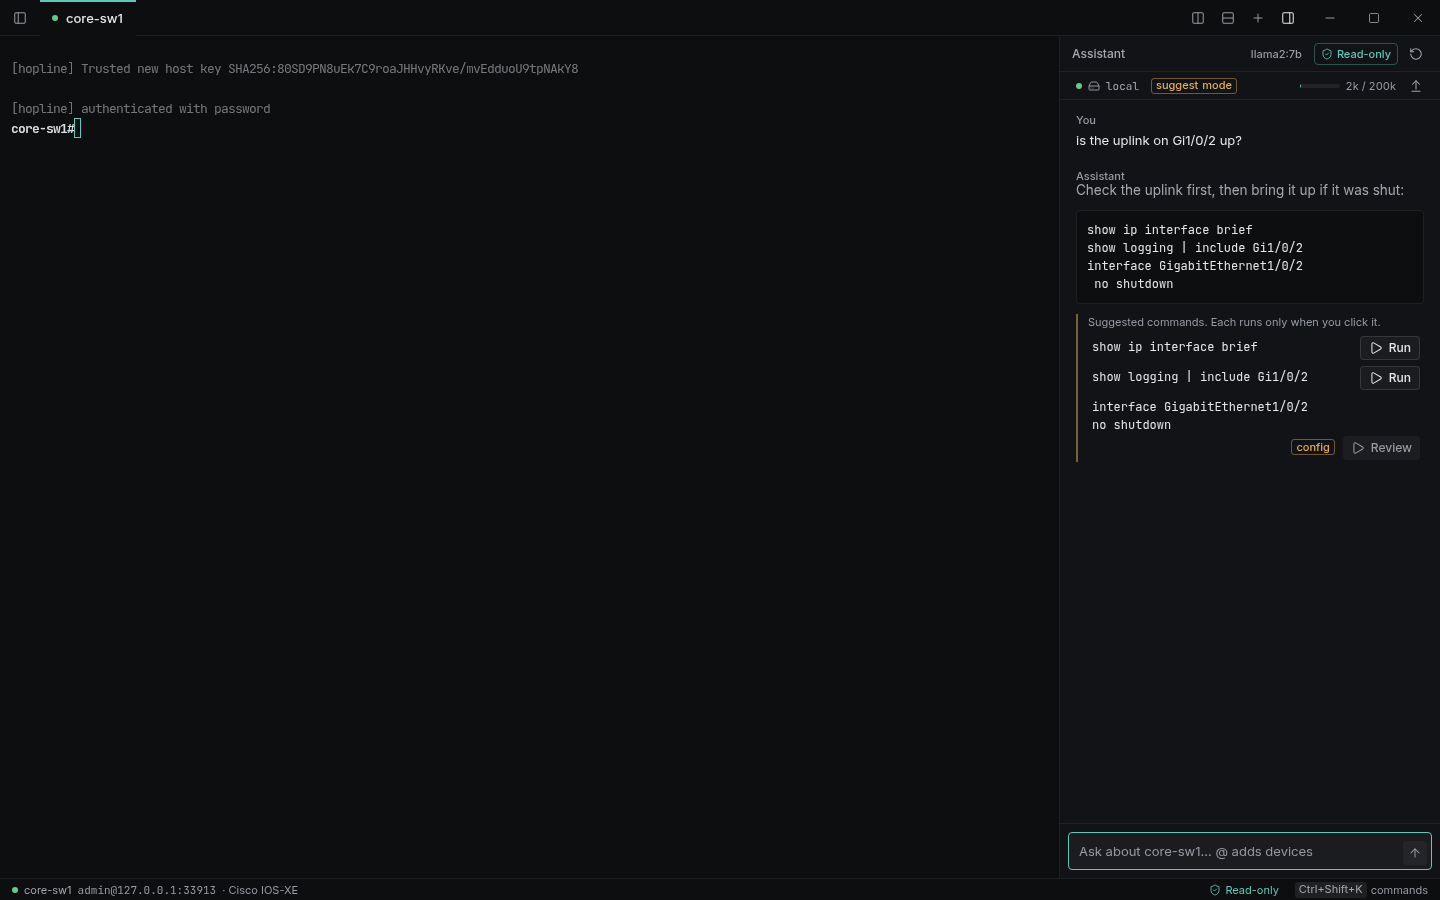 core-sw1
[hopline] Trusted new host key SHA256:80SD9PN8uEk7C9roaJHHvyRKve/mvEdduoU9tpNAkY8
[hopline] authenticated with password
core-sw1#
Assistant
llama2:7b
Read-only
local
suggest mode
2k / 200k
You
is the uplink on Gi1/0/2 up?
Assistant
Check the uplink first, then bring it up if it was shut:
show ip interface brief
show logging | include Gi1/0/2
interface GigabitEthernet1/0/2
no shutdown
Suggested commands. Each runs only when you click it.
show ip interface brief
Run
show logging | include Gi1/0/2
Run
interface GigabitEthernet1/0/2
no shutdown
config
Review
Ask about core-sw1... @ adds devices
core-sw1 admin@127.0.0.1:33913 · Cisco IOS-XE
Read-only
Ctrl+Shift+K commands